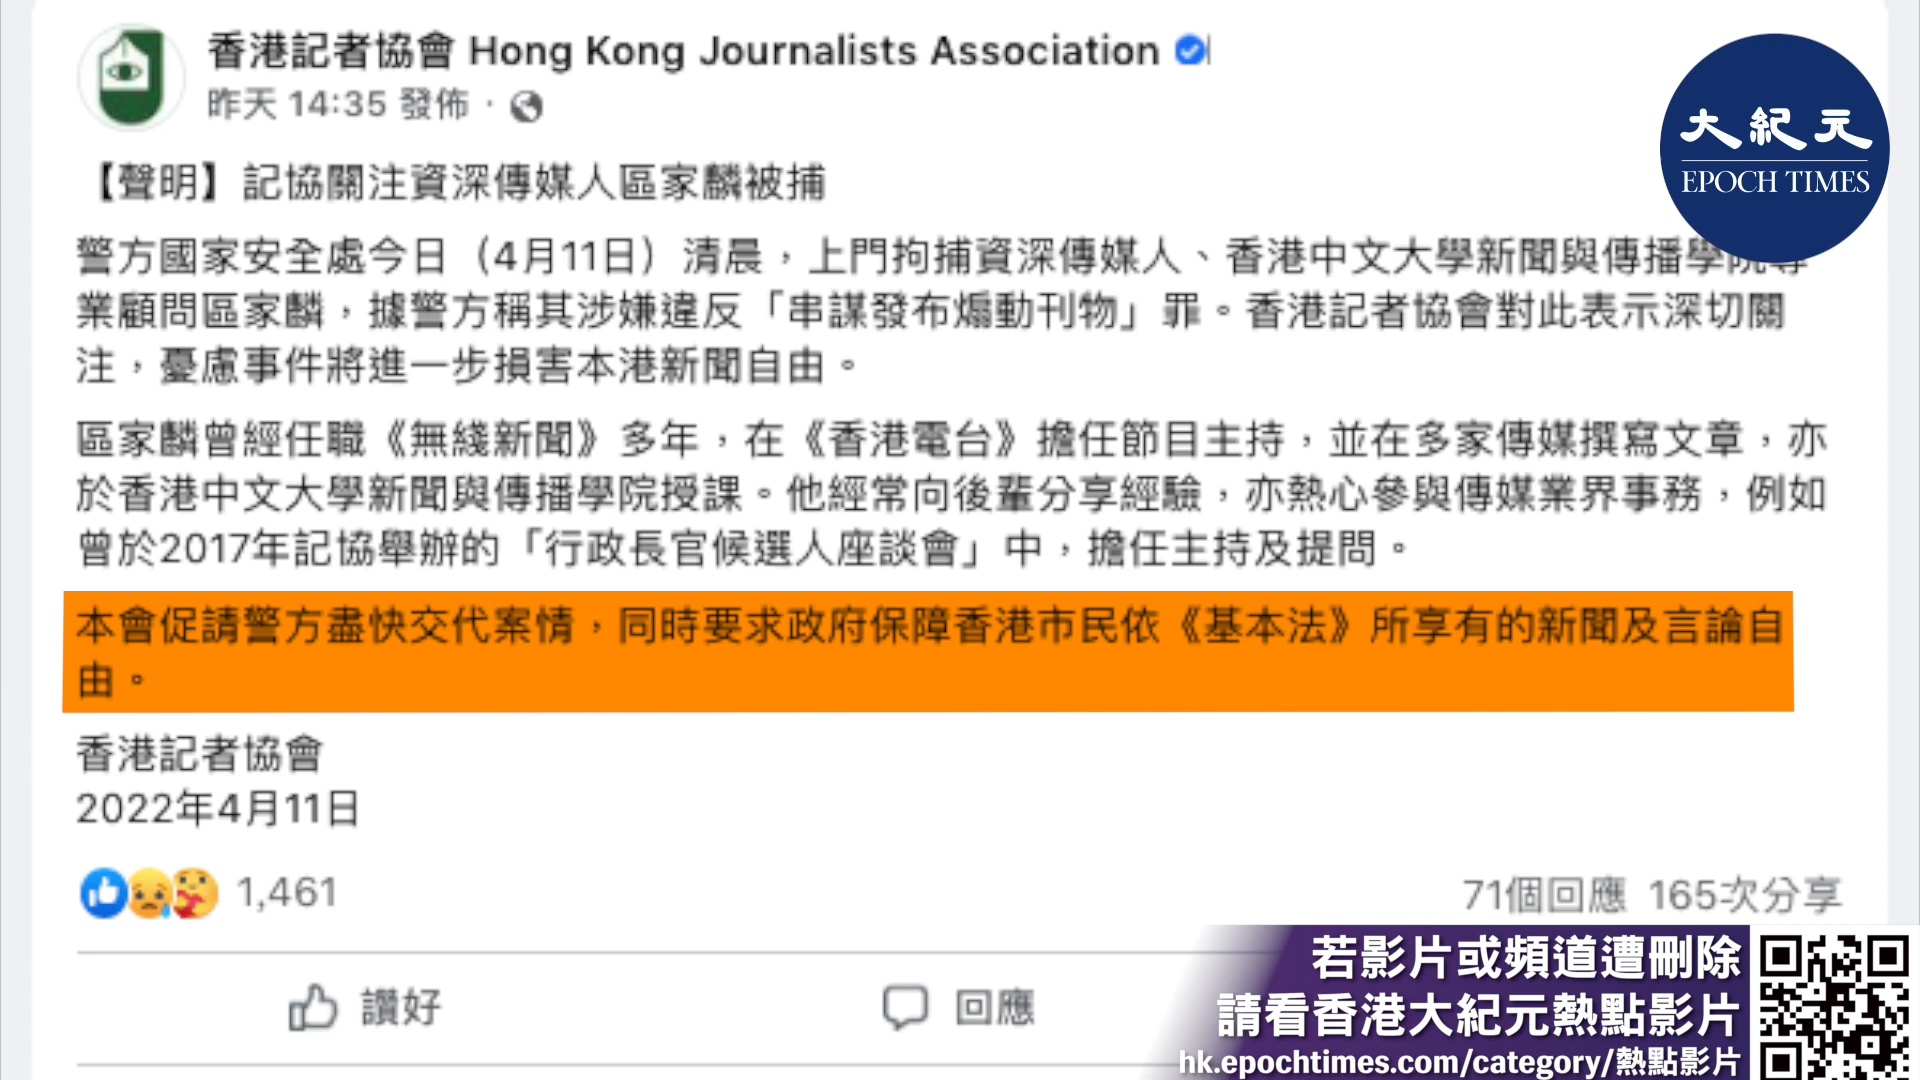 香港記者協會 Hong Kong Journalists Association
昨天 14:35 發佈 ·
大紀元
EPOCH TIMES
【聲明】記協關注資深傳媒人區家麟被捕
警方國家安全處今日（4月11日）清晨，上門拘捕資深傳媒人、香港中文大學新聞與傳播學院專
業顧問區家麟，據警方稱其涉嫌違反「串謀發布煽動刊物」罪。香港記者協會對此表示深切關
注，憂慮事件將進一步損害本港新聞自由。
區家麟曾經任職《無綫新聞》多年，在《香港電台》擔任節目主持，並在多家傳媒撰寫文章，亦
於香港中文大學新聞與傳播學院授課。他經常向後輩分享經驗，亦熱心參與傳媒業界事務，例如
曾於2017年記協舉辦的「行政長官候選人座談會」中，擔任主持及提問。
本會促請警方盡快交代案情，同時要求政府保障香港市民依《基本法》所享有的新聞及言論自
由。
香港記者協會
2022年4月11日
1,461
71個回應 165次分享
讚好
回應
若影片或頻道遭刪除
請看香港大紀元熱點影片
hk.epochtimes.com/category/熱點影片